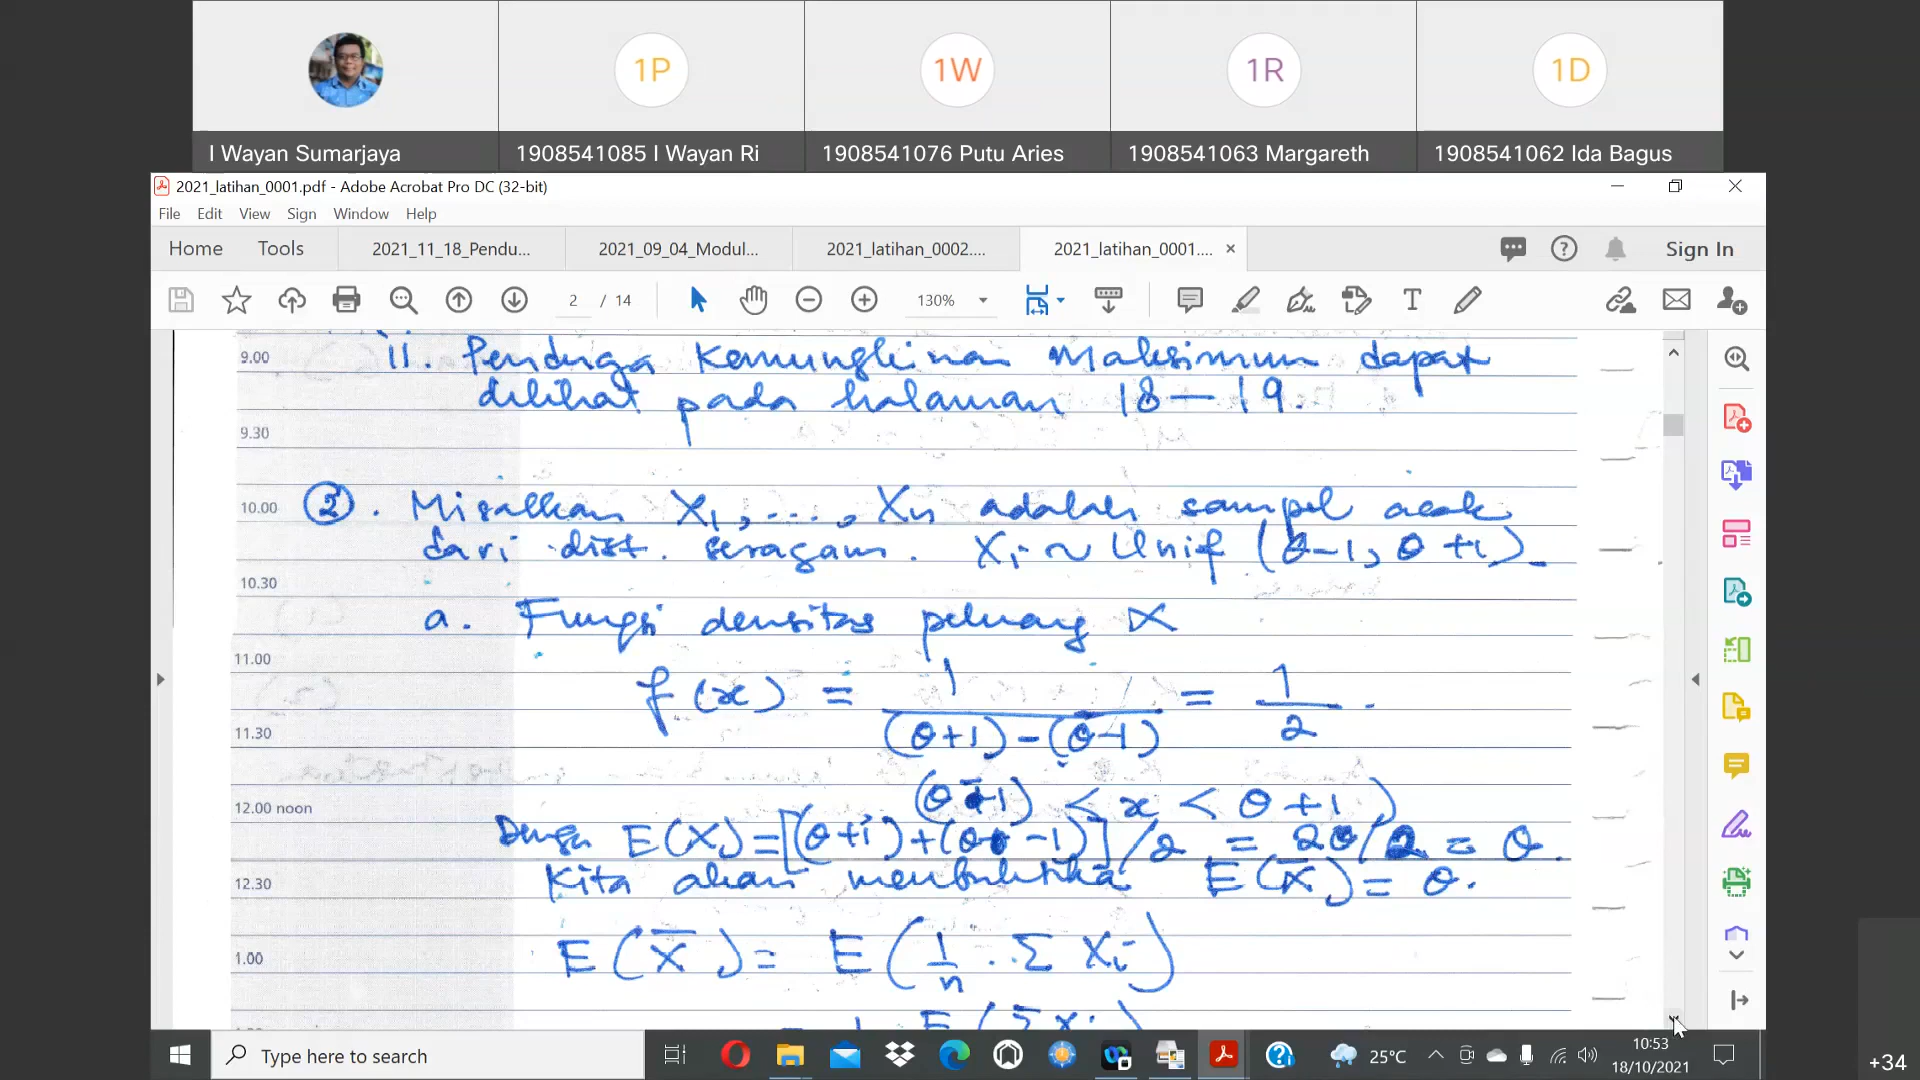 1P
1W
1R
1D
I Wayan Sumarjaya
1908541085 I Wayan Ri
1908541076 Putu Aries
1908541063 Margareth
1908541062 Ida Bagus
2021_latihan_0001.pdf - Adobe Acrobat Pro DC (32-bit)
File Edit View Sign Window Help
Home Tools 2021_11_18_Pendu... 2021_09_04_Modul... 2021_latihan_0002.... 2021_latihan_0001.... × Sign In
2 / 14 130%
9.00
ii. Penduga Kemungkinan Maksimum dapat
dilihat pada halaman 18 — 19.
9.30
10.00
②. Misalkan X₁, ..., Xn adalah sampel acak
dari dist. seragam. Xi ~ Unif (θ-1, θ+1)
10.30
a. Fungsi densitas peluang X
11.00
f(x) = 1 / (θ+1) - (θ-1) = 1/2.
11.30
(θ-1) < x < θ+1)
12.00 noon
Dengan E(X) = [(θ+1) + (θ-1)]/2 = 2θ/2 = θ.
12.30
Kita akan membuktika E(X̄) = θ.
1.00
E(X̄) = E(1/n . Σ Xi)
E(ΣXi)
Type here to search
25°C
10:53
18/10/2021
+34